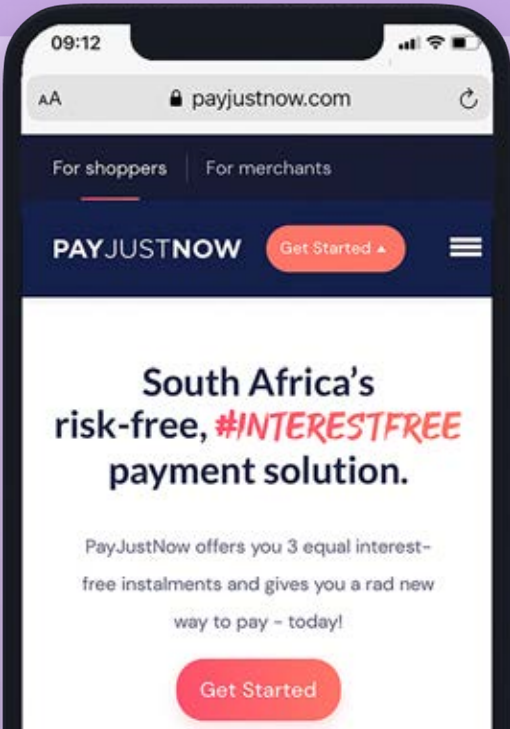 09:12
AA payjustnow.com
For shoppers For merchants
PAYJUSTNOW Get Started ▲
South Africa's
risk-free, #INTERESTFREE
payment solution.
PayJustNow offers you 3 equal interest-
free instalments and gives you a rad new
way to pay – today!
Get Started